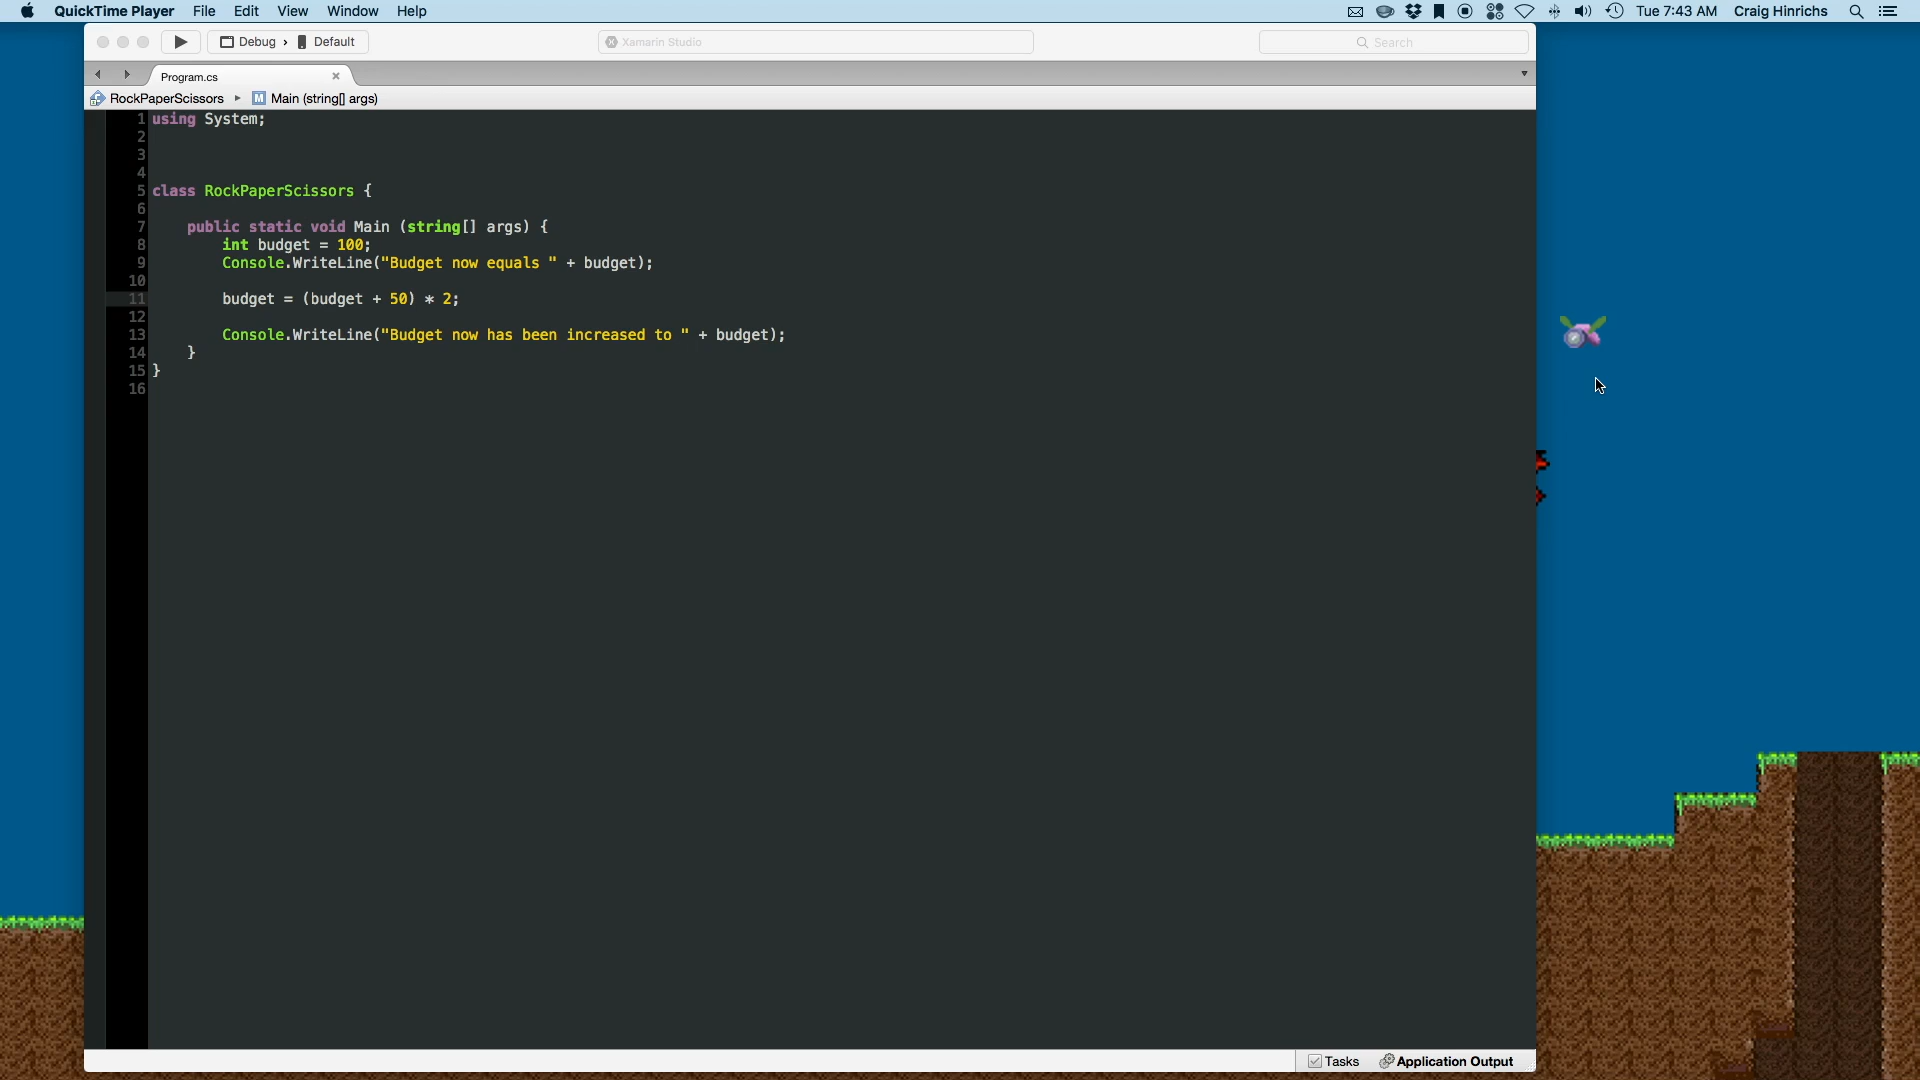 QuickTime Player File Edit View Window Help Tue 7:43 AM Craig Hinrichs
Debug › Default Xamarin Studio Search
Program.cs
RockPaperScissors Main (string[] args)
1 using System;
2
3
4
5 class RockPaperScissors {
6
7 public static void Main (string[] args) {
8 int budget = 100;
9 Console.WriteLine("Budget now equals " + budget);
10
11 budget = (budget + 50) * 2;
12
13 Console.WriteLine("Budget now has been increased to " + budget);
14 }
15 }
16
Tasks Application Output